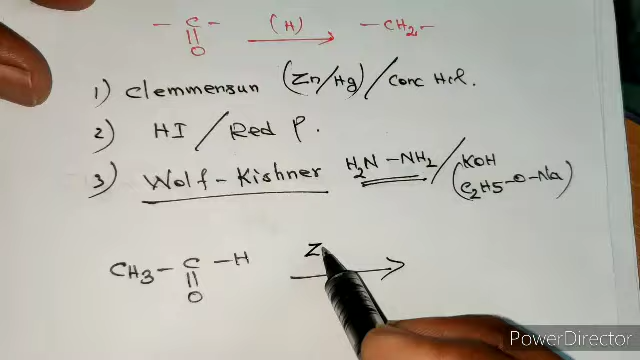 - C - (H) - CH2 -
|| 
O
1) Clemmensun (Zn/Hg)/Conc Hcl.
2) HI / Red P.
3) Wolf - Kishner H2N - NH2 / (KOH
C2H5-O-Na)
CH3 - C - H Z
||
O
PowerDirector